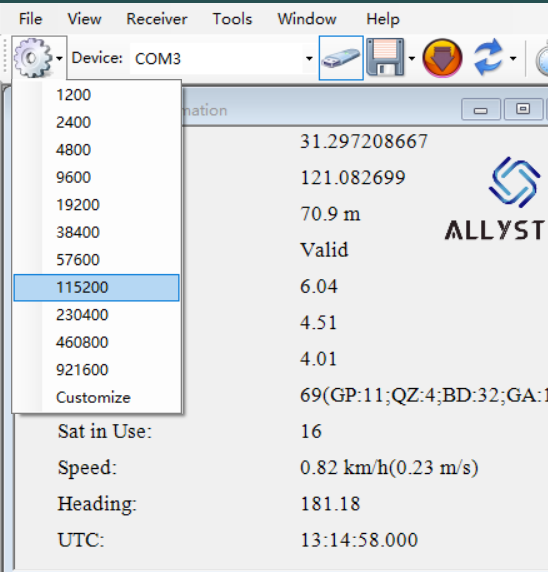 File View Receiver Tools Window Help
Device: COM3
1200
2400
4800
9600
19200
38400
57600
115200
230400
460800
921600
Customize
31.297208667
121.082699
70.9 m
ALLYST
Valid
6.04
4.51
4.01
69(GP:11;QZ:4;BD:32;GA:1
Sat in Use: 16
Speed: 0.82 km/h(0.23 m/s)
Heading: 181.18
UTC: 13:14:58.000